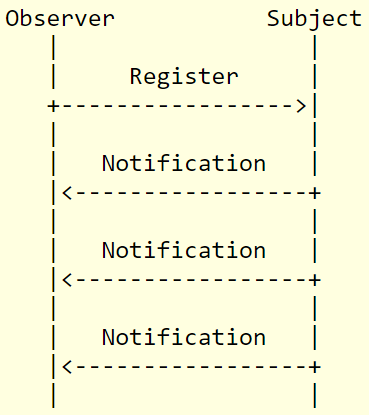 Observer Subject
Register
Notification
Notification
Notification